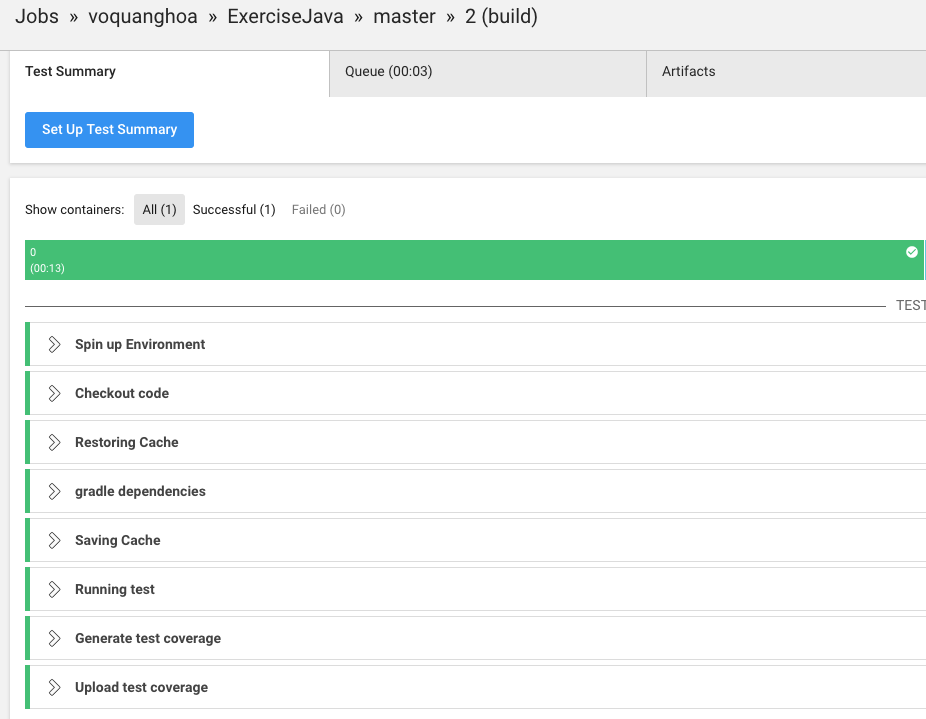 Jobs » voquanghoa » ExerciseJava » master » 2 (build)
Test Summary
Queue (00:03)
Artifacts
Set Up Test Summary
Show containers: All (1) Successful (1) Failed (0)
0
(00:13)
TEST
Spin up Environment
Checkout code
Restoring Cache
gradle dependencies
Saving Cache
Running test
Generate test coverage
Upload test coverage